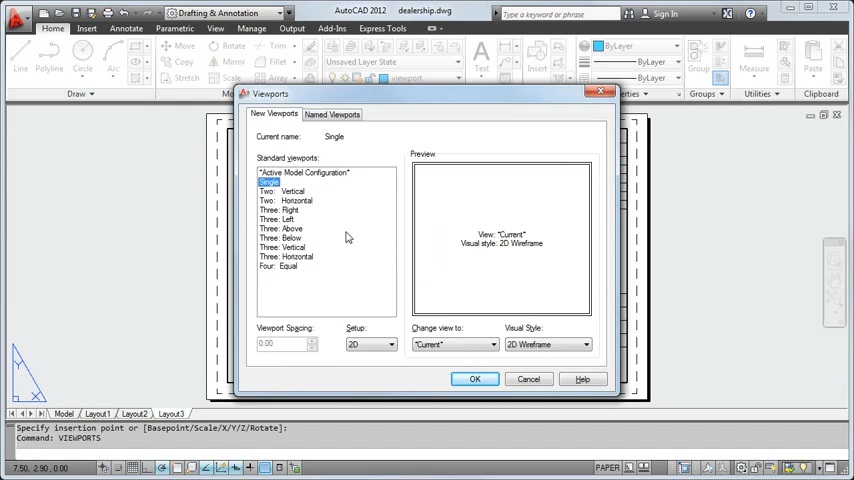 Drafting & Annotation
AutoCAD 2012 dealership.dwg
Type a keyword or phrase
Sign In
Home Insert Annotate Parametric View Manage Output Add-Ins Express Tools
Line Polyline Circle Arc
Move Rotate Trim
Copy Mirror Fillet
Stretch Scale Array
Unsaved Layer State
viewport
Text Insert
ByLayer
ByLayer
ByLayer
Group Measure Paste
Draw
Groups Utilities Clipboard
Viewports
New Viewports Named Viewports
Current name: Single
Standard viewports:
*Active Model Configuration*
Single
Two: Vertical
Two: Horizontal
Three: Right
Three: Left
Three: Above
Three: Below
Three: Vertical
Three: Horizontal
Four: Equal
Preview
View: *Current*
Visual style: 2D Wireframe
Viewport Spacing: Setup: Change view to: Visual Style:
0.00 2D *Current* 2D Wireframe
OK Cancel Help
Y
X
Model Layout1 Layout2 Layout3
Specify insertion point or [Basepoint/Scale/X/Y/Z/Rotate]:
Command: VIEWPORTS
7.50, 2.90, 0.00 PAPER